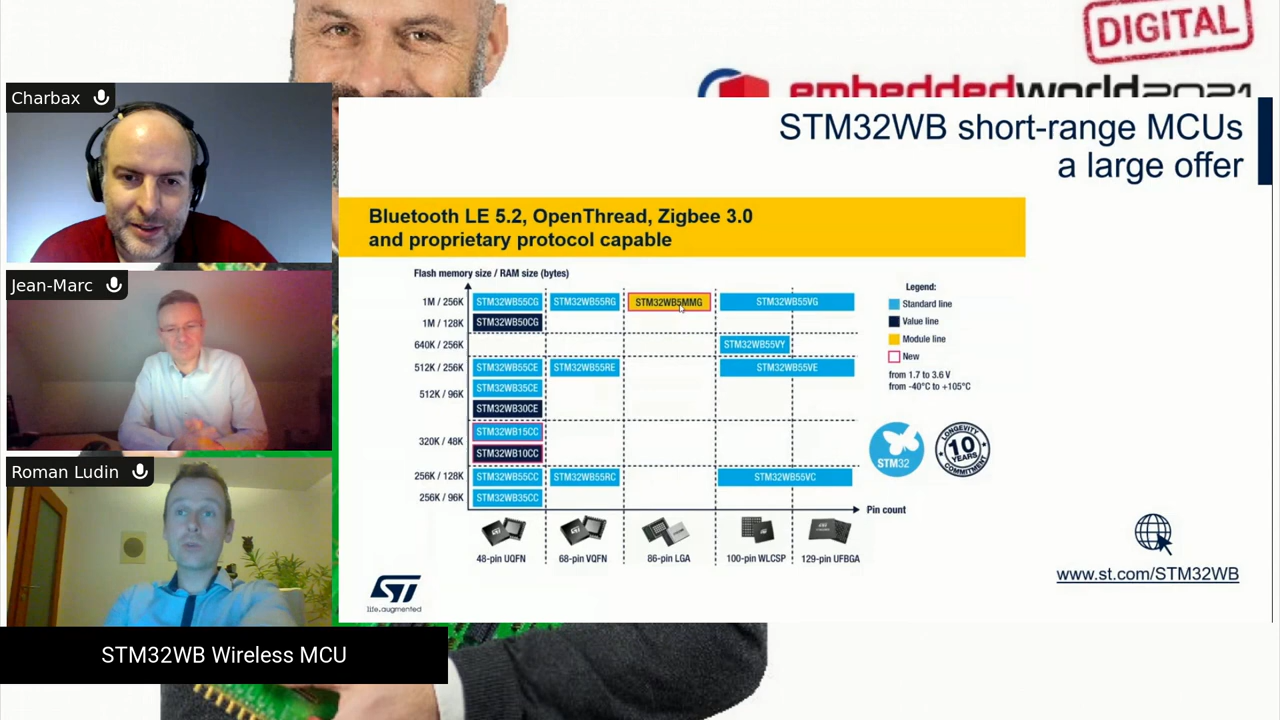 DIGITAL
embeddedworld2021
Charbax
Jean-Marc
Roman Ludin
STM32WB Wireless MCU
STM32WB short-range MCUs
a large offer
Bluetooth LE 5.2, OpenThread, Zigbee 3.0
and proprietary protocol capable
Flash memory size / RAM size (bytes)
1M / 256K STM32WB55CG STM32WB55RG STM32WB5MMG STM32WB55VG
1M / 128K STM32WB50CG
640K / 256K STM32WB55VY
512K / 256K STM32WB55CE STM32WB55RE STM32WB55VE
512K / 96K STM32WB35CE
STM32WB30CE
320K / 48K STM32WB15CC
STM32WB10CC
256K / 128K STM32WB55CC STM32WB55RC STM32WB55VC
256K / 96K STM32WB35CC
Pin count
48-pin UQFN 68-pin VQFN 86-pin LGA 100-pin WLCSP 129-pin UFBGA
Legend:
Standard line
Value line
Module line
New
from 1.7 to 3.6 V
from -40°C to +105°C
STM32
LONGEVITY
10
YEARS
COMMITMENT
ST
life.augmented
www.st.com/STM32WB